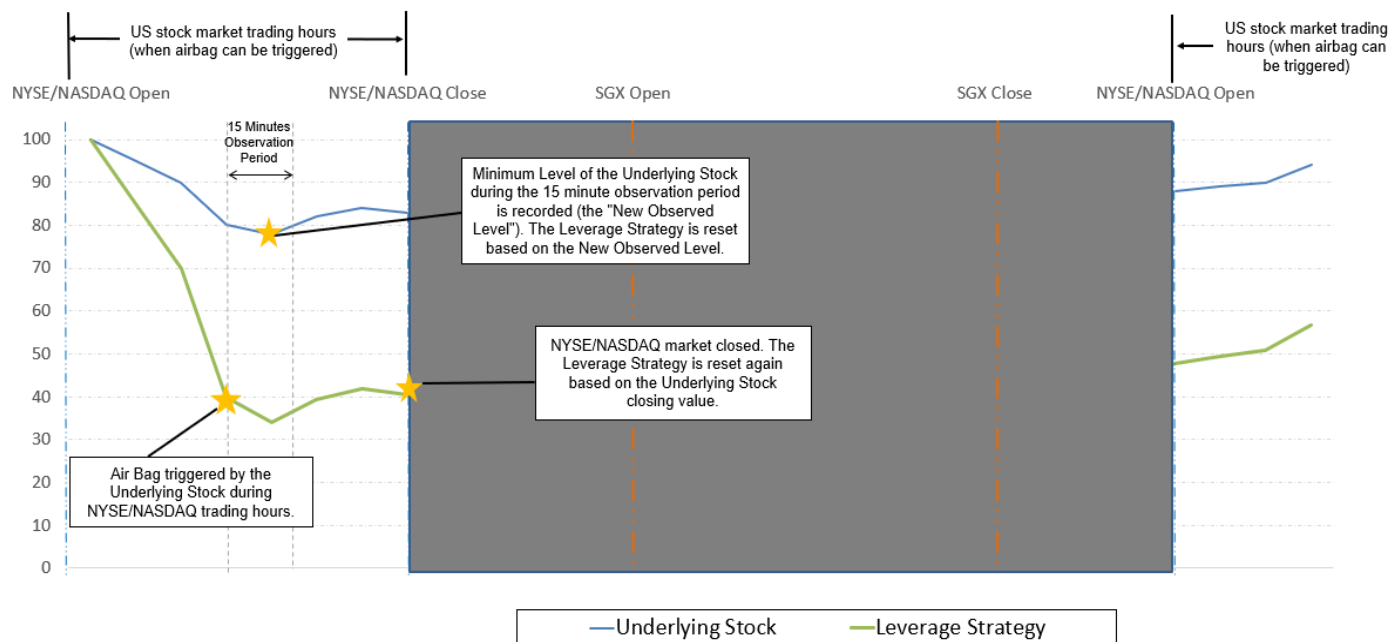 US stock market trading hours
(when airbag can be triggered)
US stock market trading
hours (when airbag can
be triggered)
NYSE/NASDAQ Open
NYSE/NASDAQ Close
SGX Open
SGX Close
NYSE/NASDAQ Open
15 Minutes
Observation
Period
100
90
80
70
60
50
40
30
20
10
0
Minimum Level of the Underlying Stock
during the 15 minute observation period
is recorded (the "New Observed
Level"). The Leverage Strategy is reset
based on the New Observed Level.
NYSE/NASDAQ market closed. The
Leverage Strategy is reset again
based on the Underlying Stock
closing value.
Air Bag triggered by the
Underlying Stock during
NYSE/NASDAQ trading hours.
Underlying Stock
Leverage Strategy